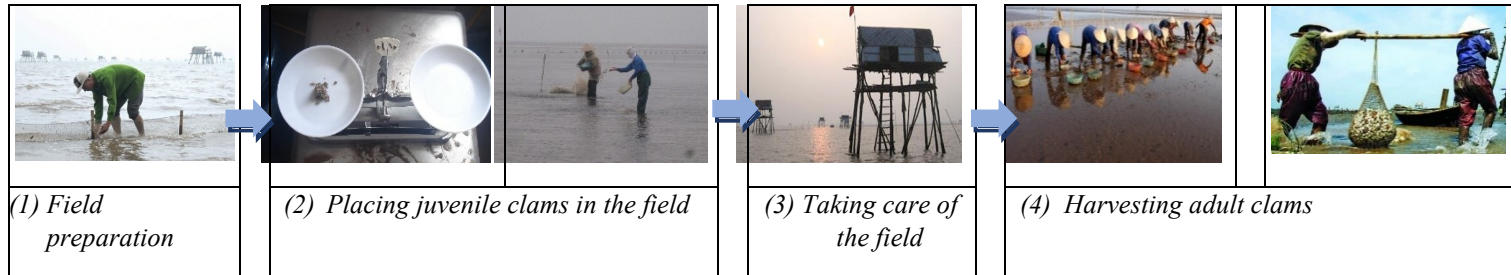 (1) Field
preparation
(2) Placing juvenile clams in the field
(3) Taking care of
the field
(4) Harvesting adult clams